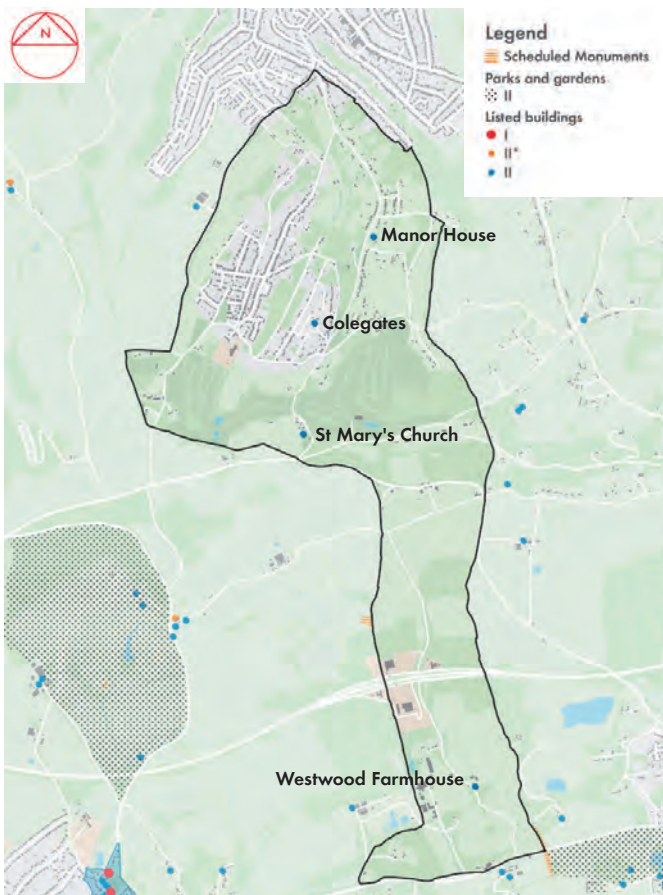 N
Legend
Scheduled Monuments
Parks and gardens
II
Listed buildings
I
II*
II
Manor House
Colegates
St Mary's Church
Westwood Farmhouse